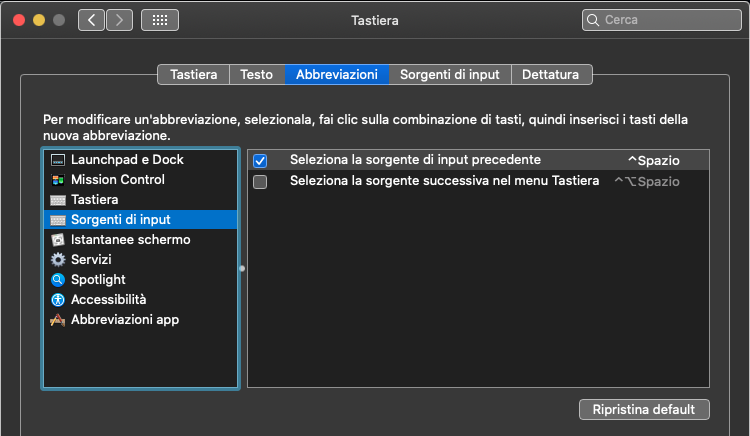 Tastiera
Cerca
Tastiera Testo Abbreviazioni Sorgenti di input Dettatura
Per modificare un'abbreviazione, selezionala, fai clic sulla combinazione di tasti, quindi inserisci i tasti della
nuova abbreviazione.
Launchpad e Dock
Mission Control
Tastiera
Sorgenti di input
Istantanee schermo
Servizi
Spotlight
Accessibilità
Abbreviazioni app
Seleziona la sorgente di input precedente ^Spazio
Seleziona la sorgente successiva nel menu Tastiera ^⌥Spazio
Ripristina default